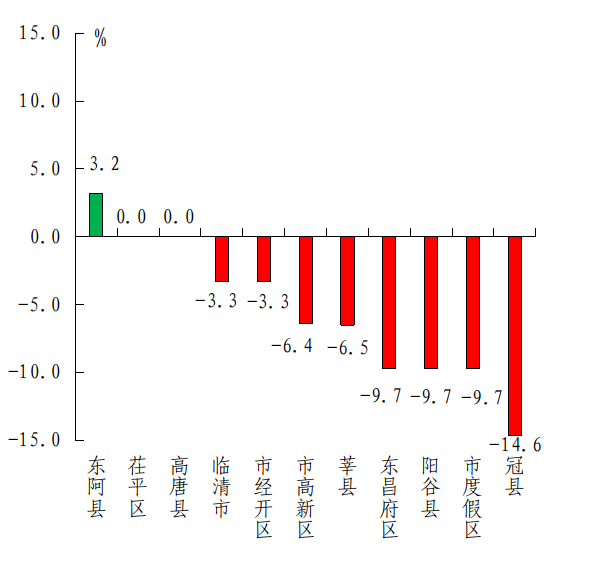 15.0
%
10.0
5.0
3.2
0.0 0.0
0.0
-3.3 -3.3
-5.0
-6.4 -6.5
-10.0
-9.7 -9.7 -9.7
-15.0
-14.6
东阿县
茌平区
高唐县
临清市
市经开区
市高新区
莘县
东昌府区
阳谷县
市度假区
冠县